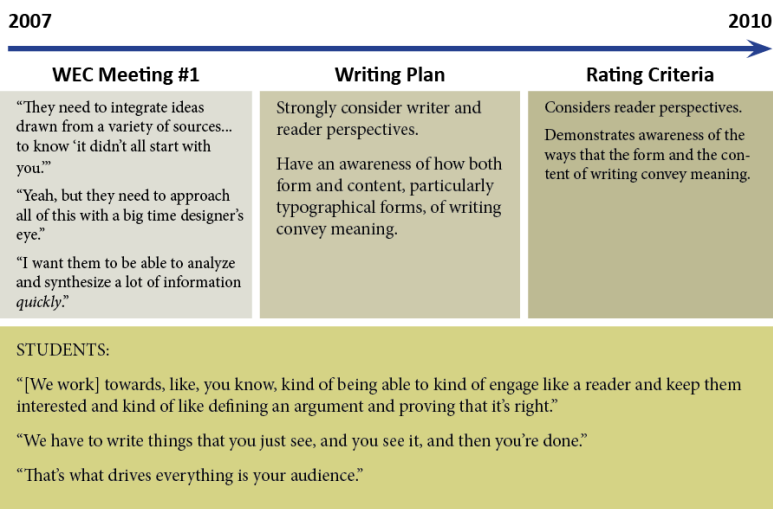 2007
2010
WEC Meeting #1
“They need to integrate ideas
drawn from a variety of sources...
to know ‘it didn’t all start with
you.’”
“Yeah, but they need to approach
all of this with a big time designer’s
eye.”
“I want them to be able to analyze
and synthesize a lot of information
quickly.”
Writing Plan
Strongly consider writer and
reader perspectives.
Have an awareness of how both
form and content, particularly
typographical forms, of writing
convey meaning.
Rating Criteria
Considers reader perspectives.
Demonstrates awareness of the
ways that the form and the con-
tent of writing convey meaning.
STUDENTS:
“[We work] towards, like, you know, kind of being able to kind of engage like a reader and keep them
interested and kind of like defining an argument and proving that it’s right.”
“We have to write things that you just see, and you see it, and then you’re done.”
“That’s what drives everything is your audience.”